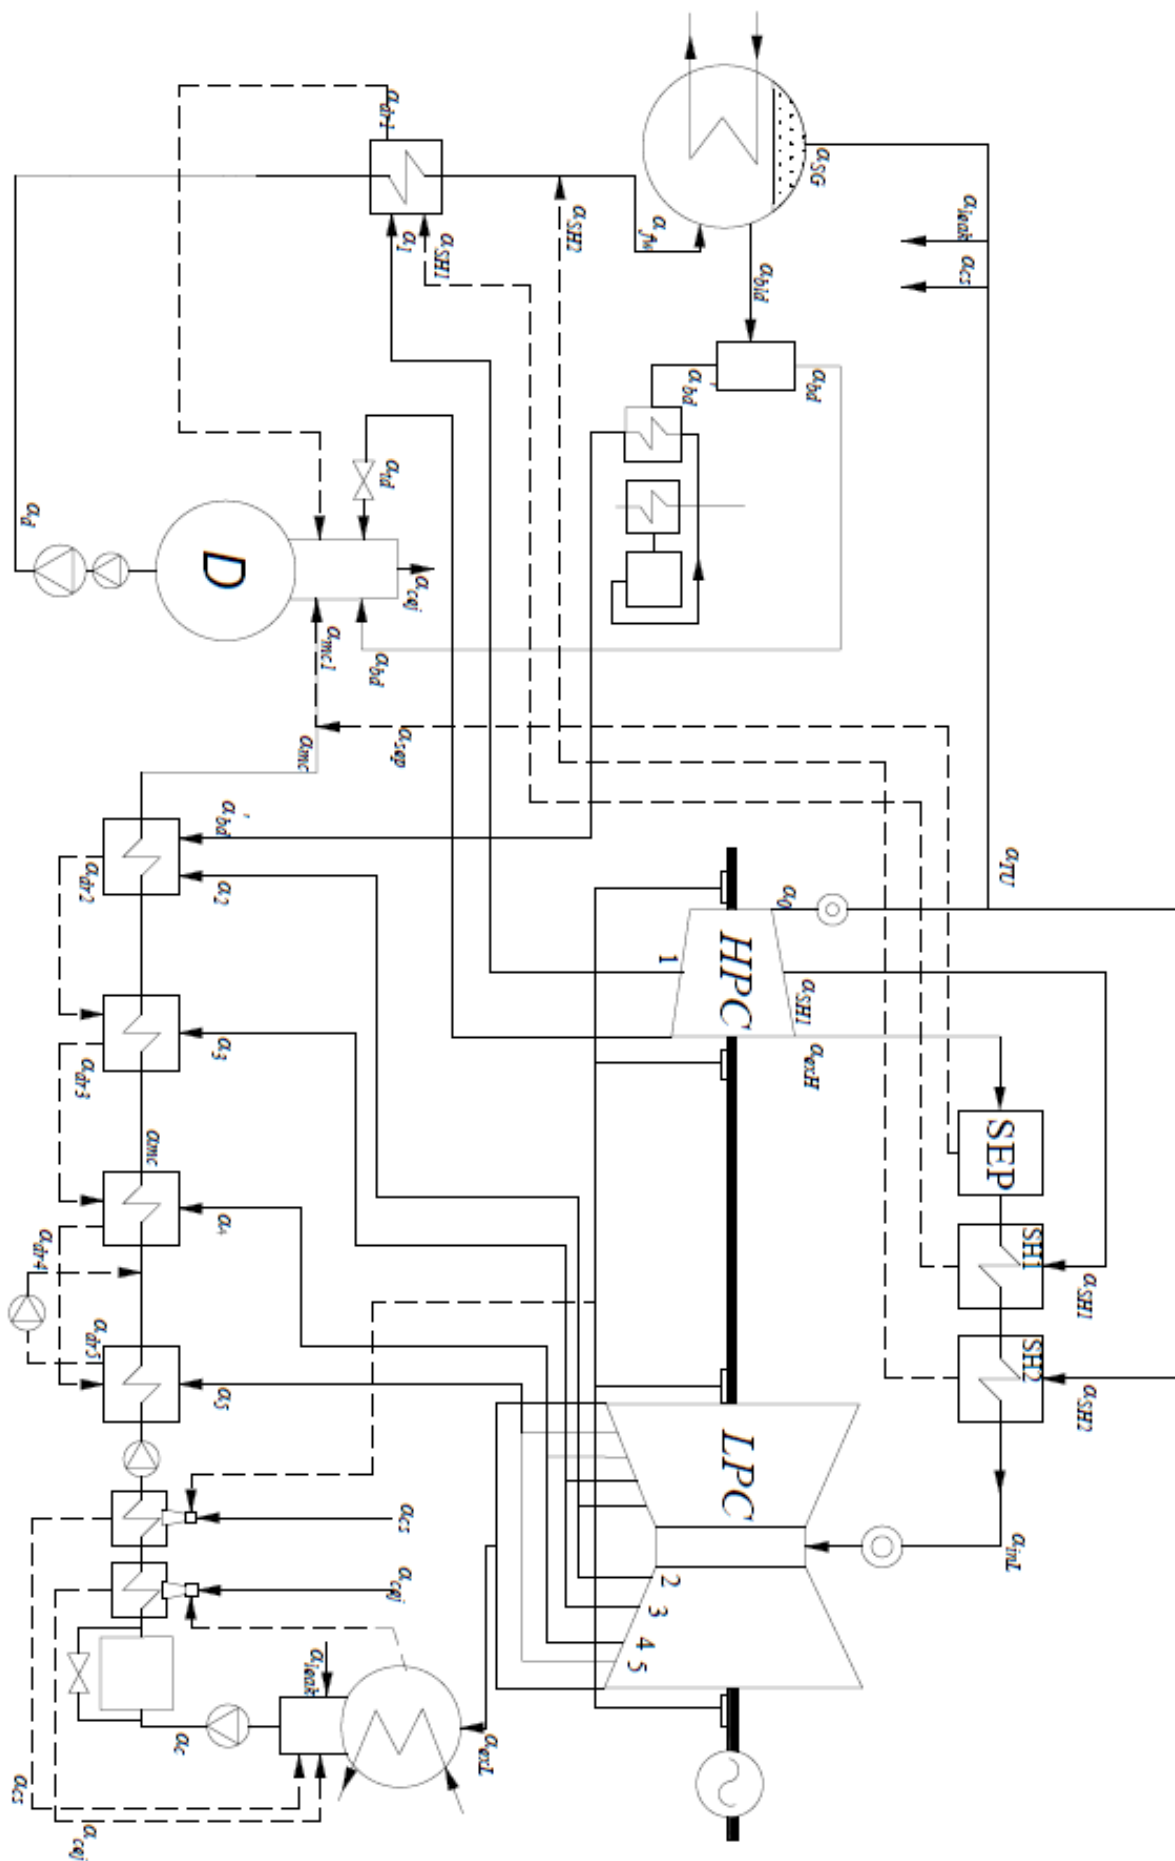 α_SG
α_leak
α_cs
α_TU
α_dr1
α_1
α_SH1
α_SH2
α_fw
α_bld
α_bd
α'_bd
α_td
α_d
D
α_cej
α_mc1
α_bd
α_sep
α_mc
α'_bd
α_2
α_dr2
α_0
HPC
1
α_SH1
α_exH
SEP
SH1
α_SH1
SH2
α_SH2
α_3
α_dr3
α_mc
α_4
α_dr4
α_dr5
α_5
LPC
α_inL
2
3
4
5
α_cs
α_cej
α_leak
α_exL
α_c
α_cs
α_cej